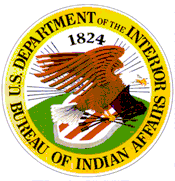 U.S. DEPARTMENT OF THE INTERIOR
1824
BUREAU OF INDIAN AFFAIRS